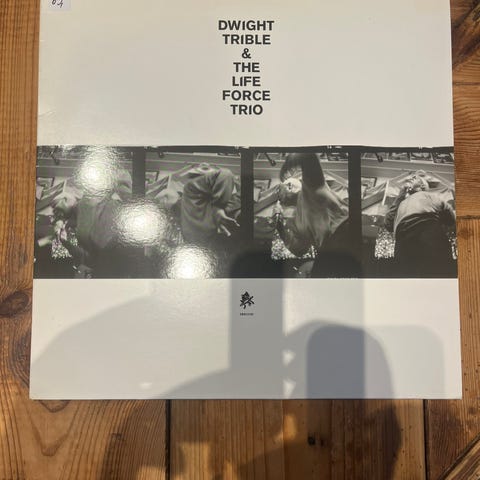 DWIGHT
TRIBLE
&
THE
LIFE
FORCE
TRIO